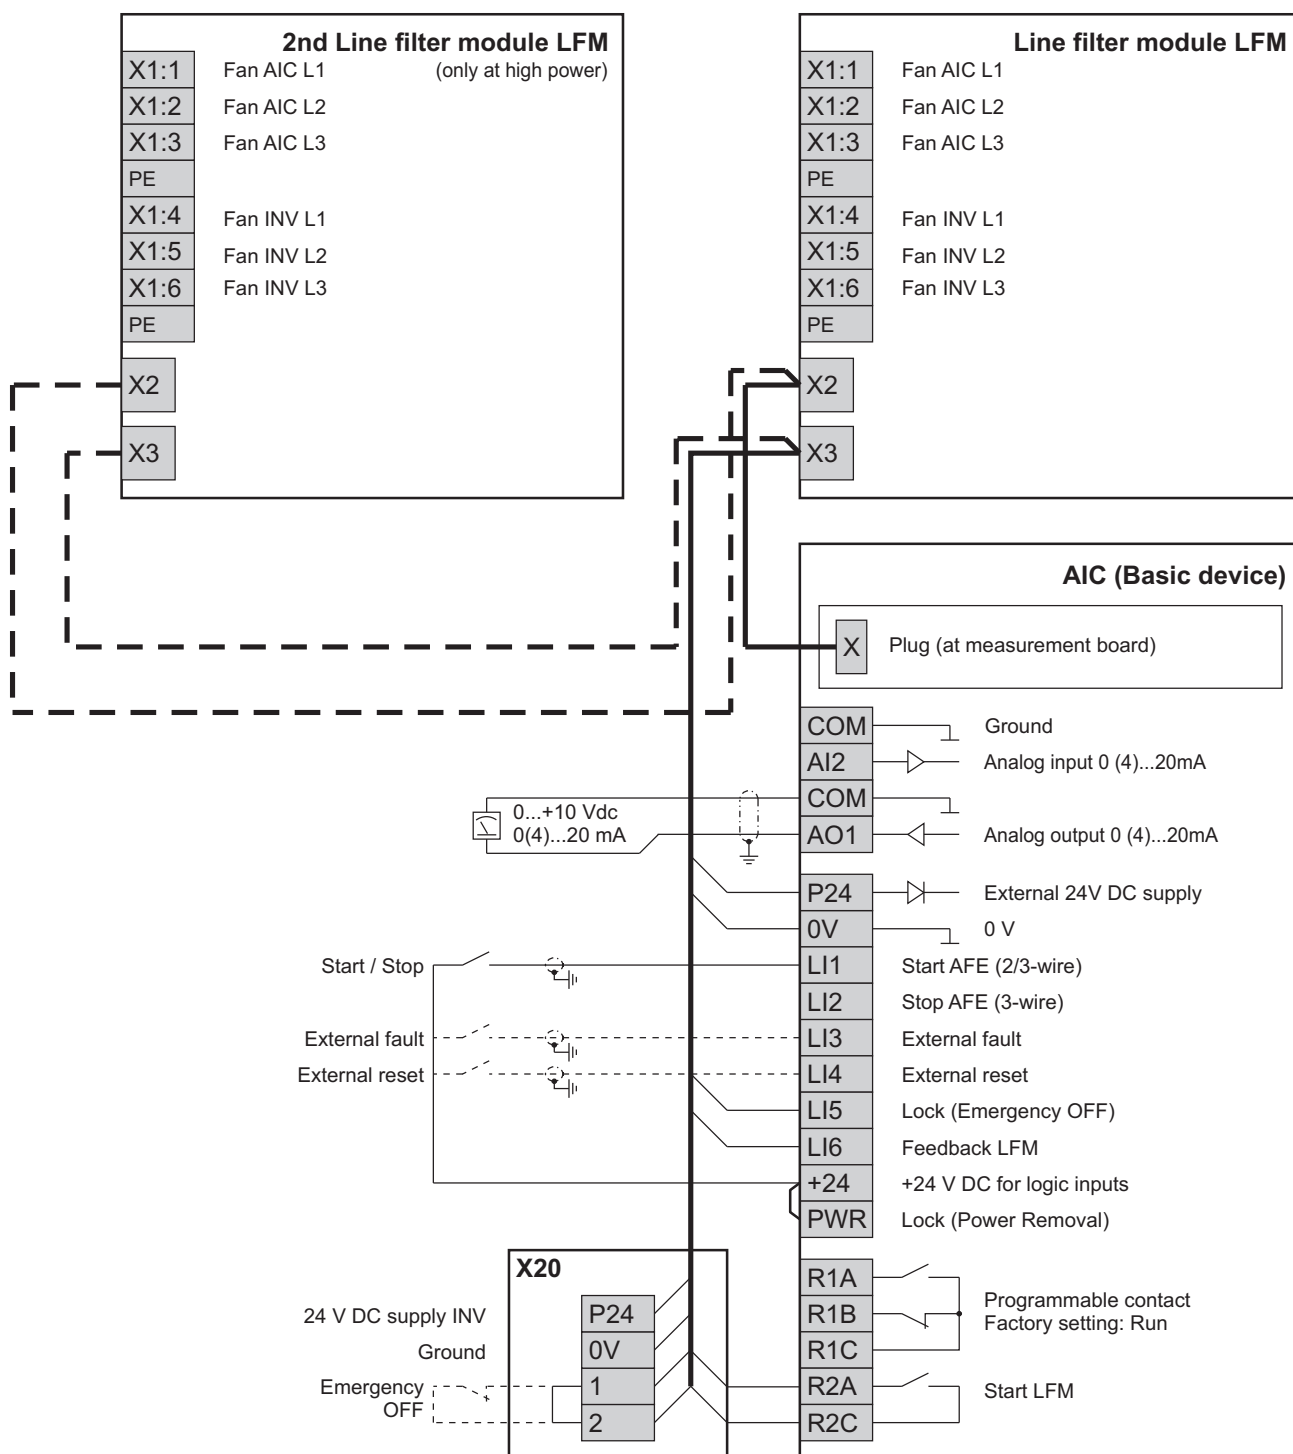 2nd Line filter module LFM
(only at high power)
X1:1 Fan AIC L1
X1:2 Fan AIC L2
X1:3 Fan AIC L3
PE
X1:4 Fan INV L1
X1:5 Fan INV L2
X1:6 Fan INV L3
PE
X2
X3
Line filter module LFM
X1:1 Fan AIC L1
X1:2 Fan AIC L2
X1:3 Fan AIC L3
PE
X1:4 Fan INV L1
X1:5 Fan INV L2
X1:6 Fan INV L3
PE
X2
X3
AIC (Basic device)
X Plug (at measurement board)
COM Ground
AI2 Analog input 0 (4)...20mA
COM
0...+10 Vdc
0(4)...20 mA
AO1 Analog output 0 (4)...20mA
P24 External 24V DC supply
0V 0 V
Start / Stop LI1 Start AFE (2/3-wire)
LI2 Stop AFE (3-wire)
External fault LI3 External fault
External reset LI4 External reset
LI5 Lock (Emergency OFF)
LI6 Feedback LFM
+24 +24 V DC for logic inputs
PWR Lock (Power Removal)
X20
24 V DC supply INV P24
Ground 0V
Emergency
OFF
1
2
R1A
R1B
R1C
Programmable contact
Factory setting: Run
R2A
R2C
Start LFM